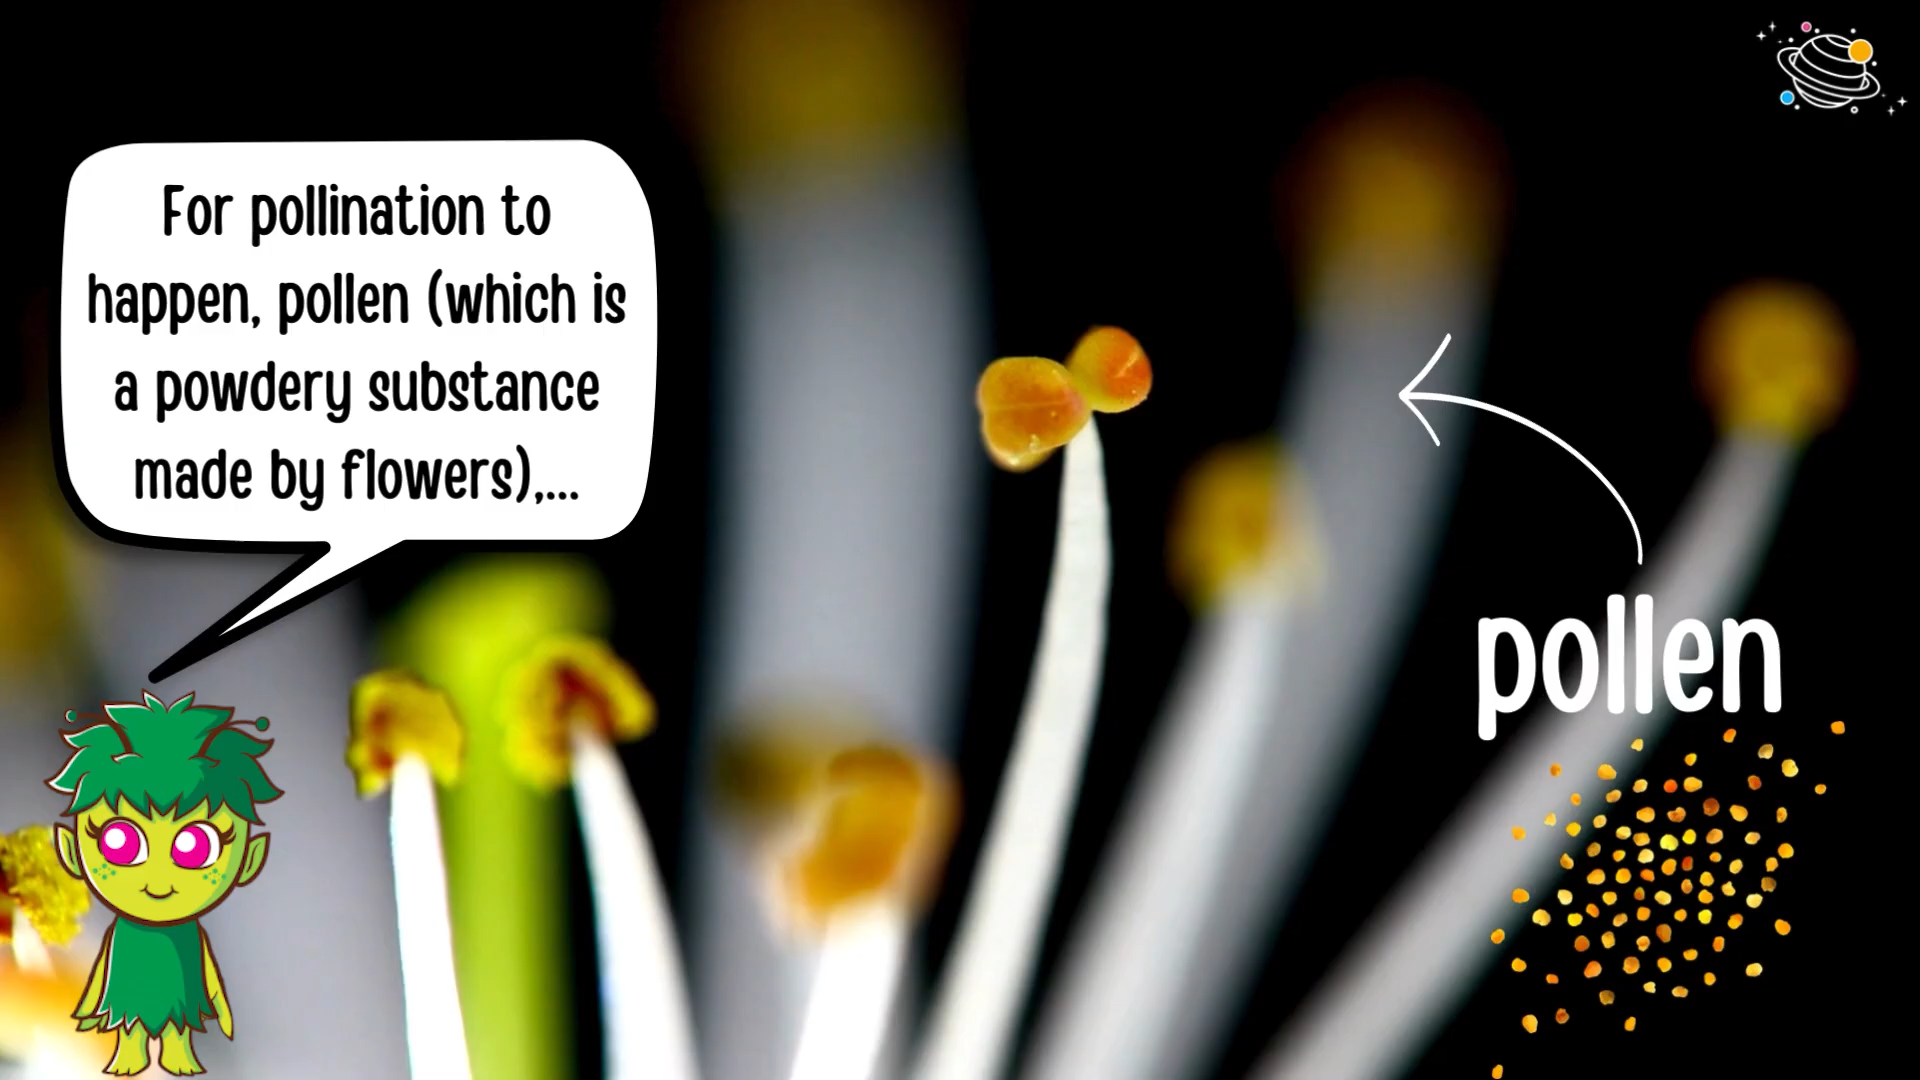 For pollination to
happen, pollen (which is
a powdery substance
made by flowers),...
pollen